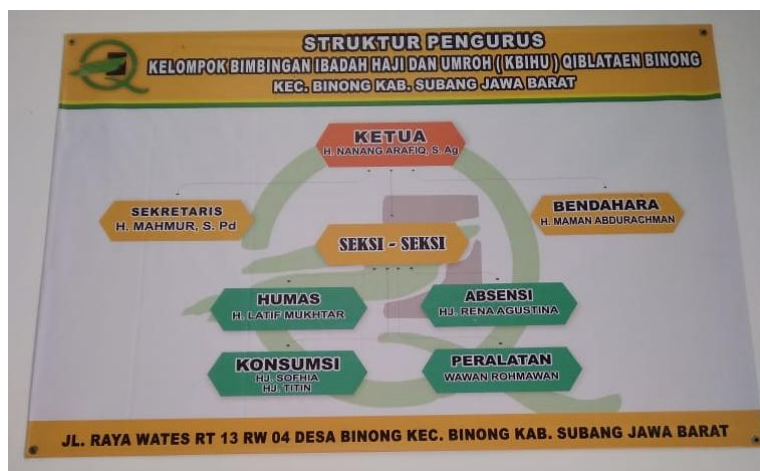 STRUKTUR PENGURUS
KELOMPOK BIMBINGAN IBADAH HAJI DAN UMROH ( KBIHU ) QIBLATAEN BINONG
KEC. BINONG KAB. SUBANG JAWA BARAT
KETUA
H. NANANG ARAFIQ, S. Ag
SEKRETARIS
H. MAHMUR, S. Pd
BENDAHARA
H. MAMAN ABDURACHMAN
SEKSI - SEKSI
HUMAS
H. LATIF MUKHTAR
ABSENSI
HJ. RENA AGUSTINA
KONSUMSI
HJ. SOFHIA
HJ. TITIN
PERALATAN
WAWAN ROHMAWAN
JL. RAYA WATES RT 13 RW 04 DESA BINONG KEC. BINONG KAB. SUBANG JAWA BARAT